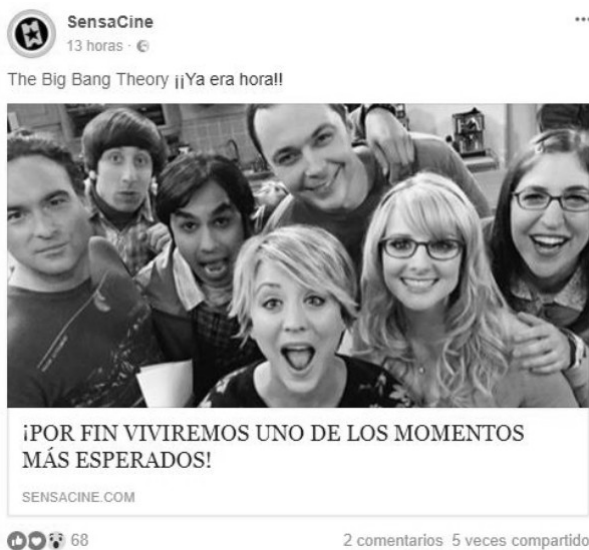 SensaCine
13 horas ·
The Big Bang Theory ¡¡Ya era hora!!
¡POR FIN VIVIREMOS UNO DE LOS MOMENTOS
MÁS ESPERADOS!
SENSACINE.COM
68
2 comentarios 5 veces compartido